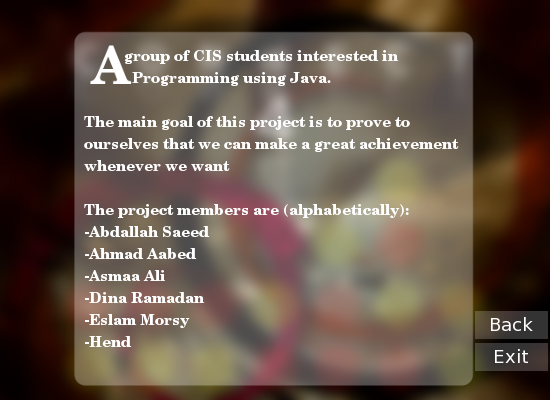 A group of CIS students interested in
Programming using Java.
The main goal of this project is to prove to
ourselves that we can make a great achievement
whenever we want
The project members are (alphabetically):
-Abdallah Saeed
-Ahmad Aabed
-Asmaa Ali
-Dina Ramadan
-Eslam Morsy
-Hend
Back
Exit